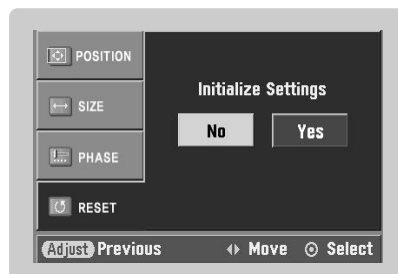 POSITION
SIZE
PHASE
RESET
Initialize Settings
No Yes
Adjust Previous Move Select